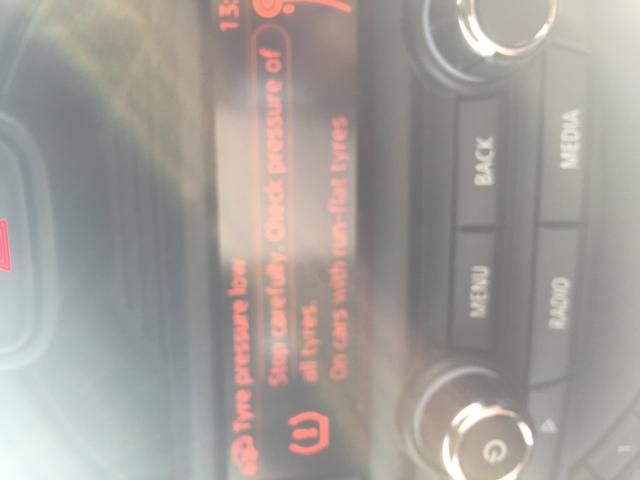 13:
Tyre pressure low
Stop carefully. Check pressure of
all tyres.
On cars with run-flat tyres
MENU
BACK
RADIO
MEDIA